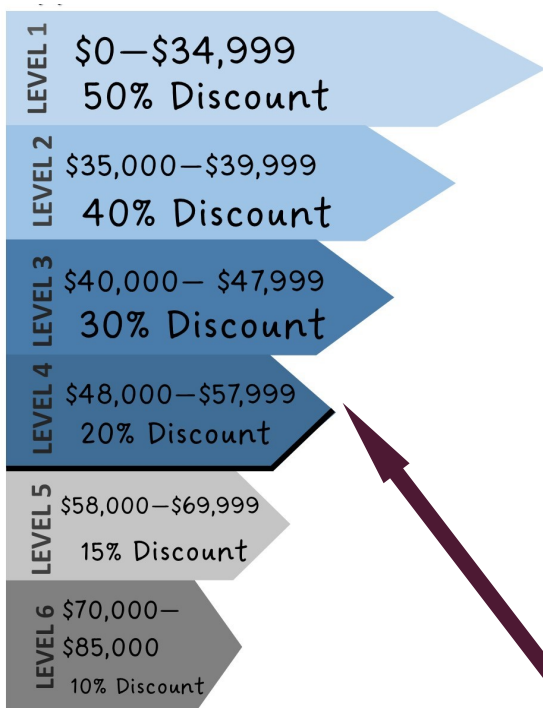 LEVEL 1
$0—$34,999
50% Discount
LEVEL 2
$35,000—$39,999
40% Discount
LEVEL 3
$40,000— $47,999
30% Discount
LEVEL 4
$48,000—$57,999
20% Discount
LEVEL 5
$58,000—$69,999
15% Discount
LEVEL 6
$70,000—
$85,000
10% Discount